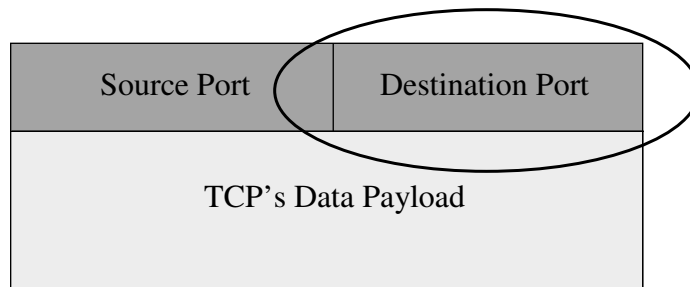 Source Port
Destination Port
TCP’s Data Payload